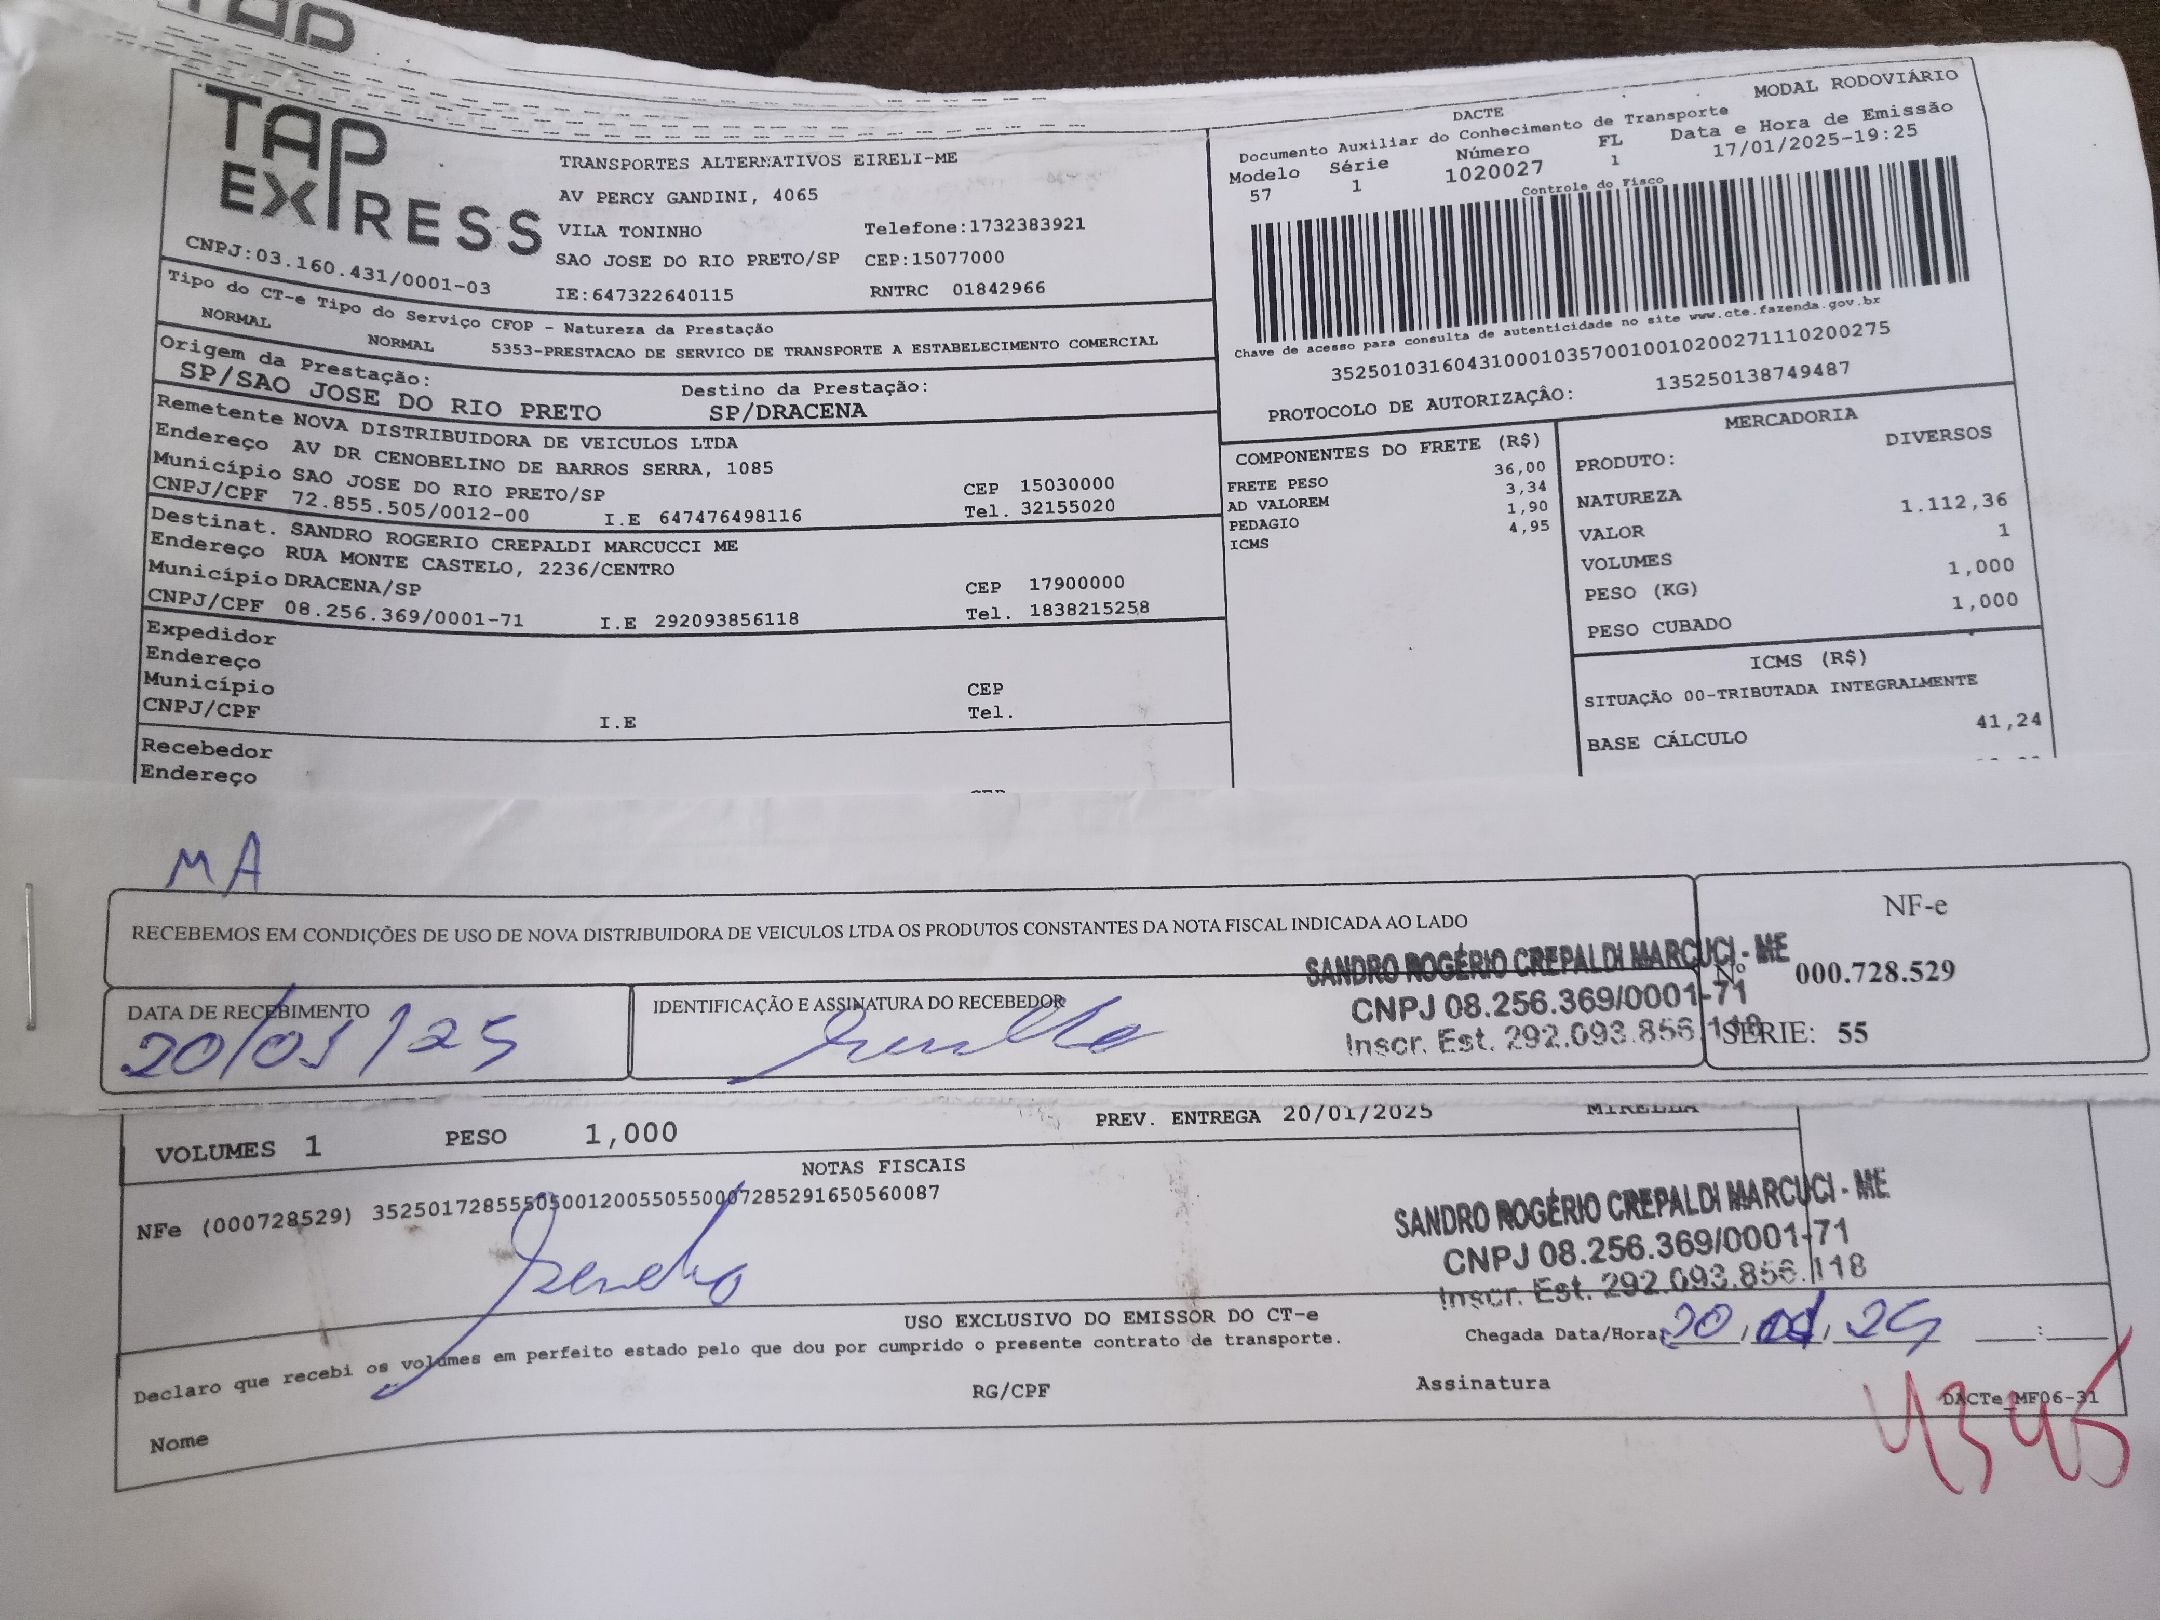 TAP
TAP
EXPRESS
TRANSPORTES ALTERNATIVOS EIRELI-ME
AV PERCY GANDINI, 4065
VILA TONINHO Telefone:1732383921
SAO JOSE DO RIO PRETO/SP CEP:15077000
CNPJ:03.160.431/0001-03 IE:647322640115 RNTRC 01842966
Tipo do CT-e Tipo do Serviço CFOP - Natureza da Prestação
NORMAL NORMAL 5353-PRESTACAO DE SERVICO DE TRANSPORTE A ESTABELECIMENTO COMERCIAL
Origem da Prestação: Destino da Prestação:
SP/SAO JOSE DO RIO PRETO SP/DRACENA
Remetente NOVA DISTRIBUIDORA DE VEICULOS LTDA
Endereço AV DR CENOBELINO DE BARROS SERRA, 1085
Município SAO JOSE DO RIO PRETO/SP CEP 15030000
CNPJ/CPF 72.855.505/0012-00 I.E 647476498116 Tel. 32155020
Destinat. SANDRO ROGERIO CREPALDI MARCUCCI ME
Endereço RUA MONTE CASTELO, 2236/CENTRO
Município DRACENA/SP CEP 17900000
CNPJ/CPF 08.256.369/0001-71 I.E 292093856118 Tel. 1838215258
Expedidor
Endereço
Município CEP
CNPJ/CPF I.E Tel.
Recebedor
Endereço
MODAL RODOVIÁRIO
DACTE
Documento Auxiliar do Conhecimento de Transporte
Modelo Série Número FL Data e Hora de Emissão
57 1 1020027 1 17/01/2025-19:25
Controle do Fisco
Chave de acesso para consulta de autenticidade no site www.cte.fazenda.gov.br
35250103160431000103570010010200271110200275
PROTOCOLO DE AUTORIZAÇÂO: 135250138749487
COMPONENTES DO FRETE (R$)
FRETE PESO 36,00
AD VALOREM 3,34
PEDAGIO 1,90
ICMS 4,95
MERCADORIA
PRODUTO: DIVERSOS
NATUREZA
VALOR 1.112,36
VOLUMES 1
PESO (KG) 1,000
PESO CUBADO 1,000
ICMS (R$)
SITUAÇÃO 00-TRIBUTADA INTEGRALMENTE
BASE CÁLCULO 41,24
MA
RECEBEMOS EM CONDIÇÕES DE USO DE NOVA DISTRIBUIDORA DE VEICULOS LTDA OS PRODUTOS CONSTANTES DA NOTA FISCAL INDICADA AO LADO
NF-e
Nº 000.728.529
SERIE: 55
DATA DE RECEBIMENTO
20/01/25
IDENTIFICAÇÃO E ASSINATURA DO RECEBEDOR
SANDRO ROGÉRIO CREPALDI MARCUCI - ME
CNPJ 08.256.369/0001-71
Inscr. Est. 292.093.856.118
VOLUMES 1 PESO 1,000 PREV. ENTREGA 20/01/2025 MIRELLA
NOTAS FISCAIS
NFe (000728529) 35250172855505001200550550007285291650560087
Sandro
SANDRO ROGÉRIO CREPALDI MARCUCI - ME
CNPJ 08.256.369/0001-71
Inscr. Est. 292.093.856.118
USO EXCLUSIVO DO EMISSOR DO CT-e
Declaro que recebi os volumes em perfeito estado pelo que dou por cumprido o presente contrato de transporte.
Chegada Data/Hora: 20/01/25 __:__
Nome RG/CPF Assinatura
DACTe_MF06-31
4345